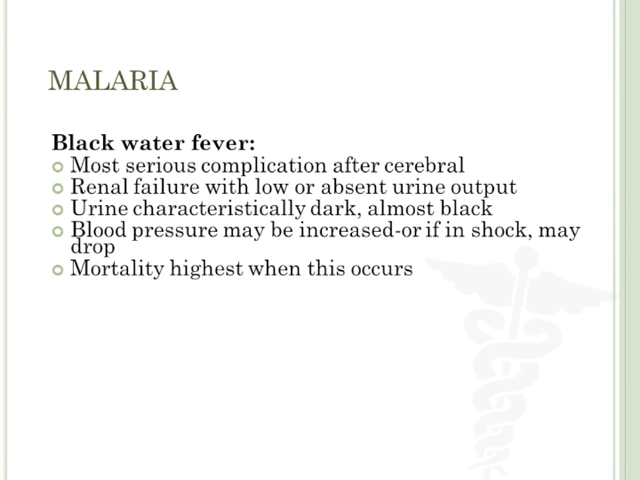 MALARIA
Black water fever:
Most serious complication after cerebral
Renal failure with low or absent urine output
Urine characteristically dark, almost black
Blood pressure may be increased-or if in shock, may
drop
Mortality highest when this occurs